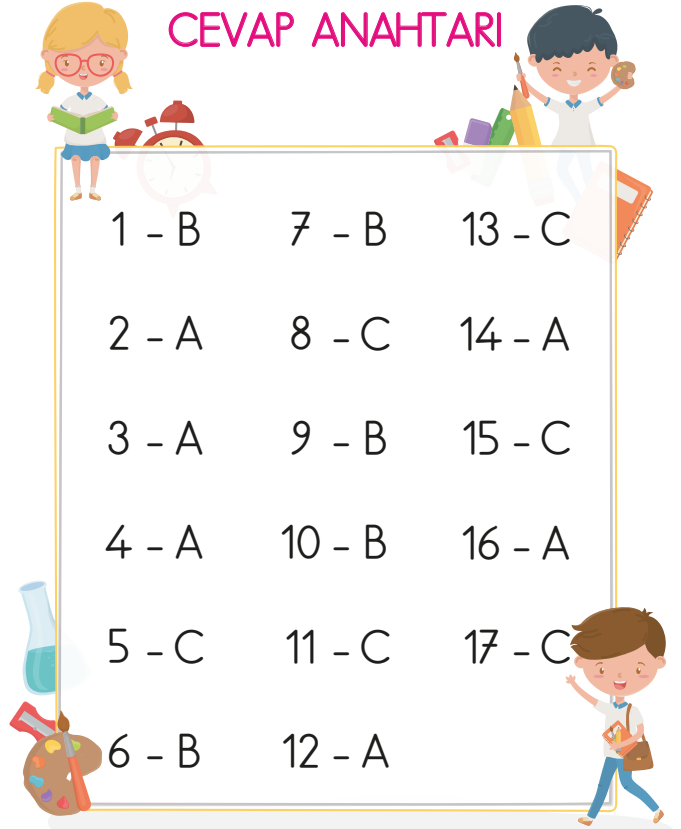 CEVAP ANAHTARI
1 - B 7 - B 13 - C
2 - A 8 - C 14 - A
3 - A 9 - B 15 - C
4 - A 10 - B 16 - A
5 - C 11 - C 17 - C
6 - B 12 - A